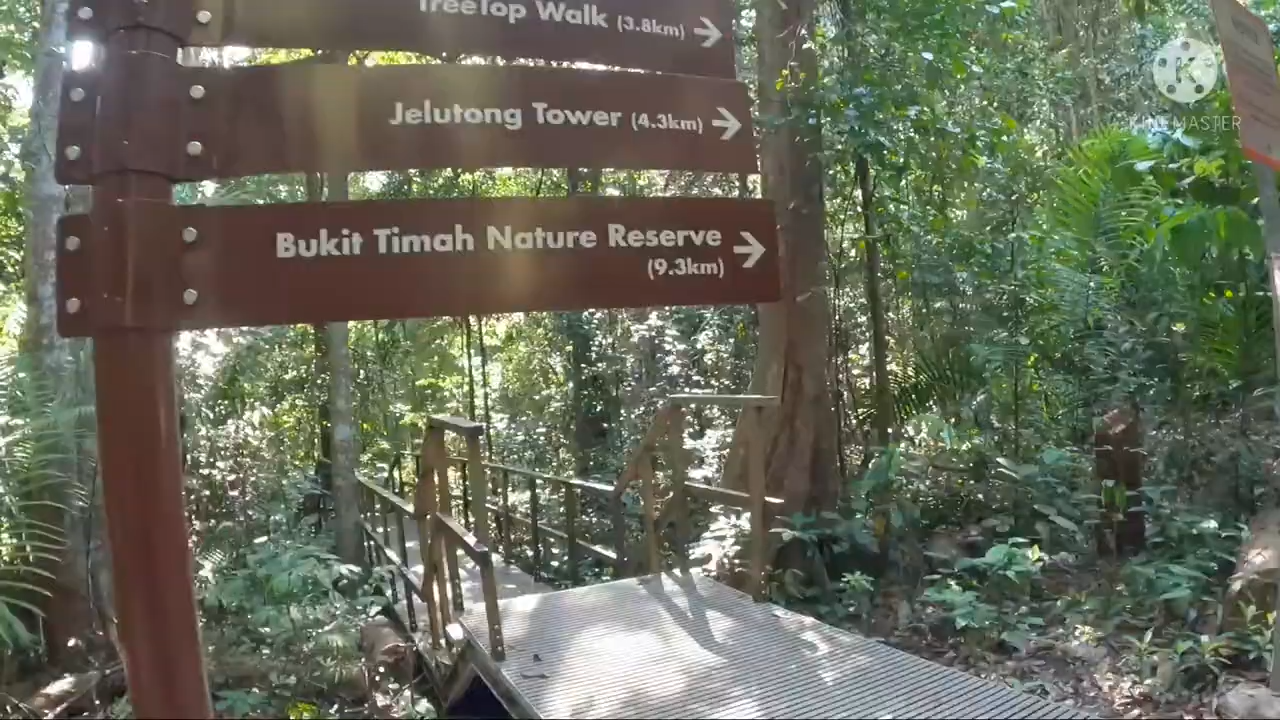 TreeTop Walk (3.8km) →
Jelutong Tower (4.3km) →
Bukit Timah Nature Reserve →
(9.3km)
KINEMASTER